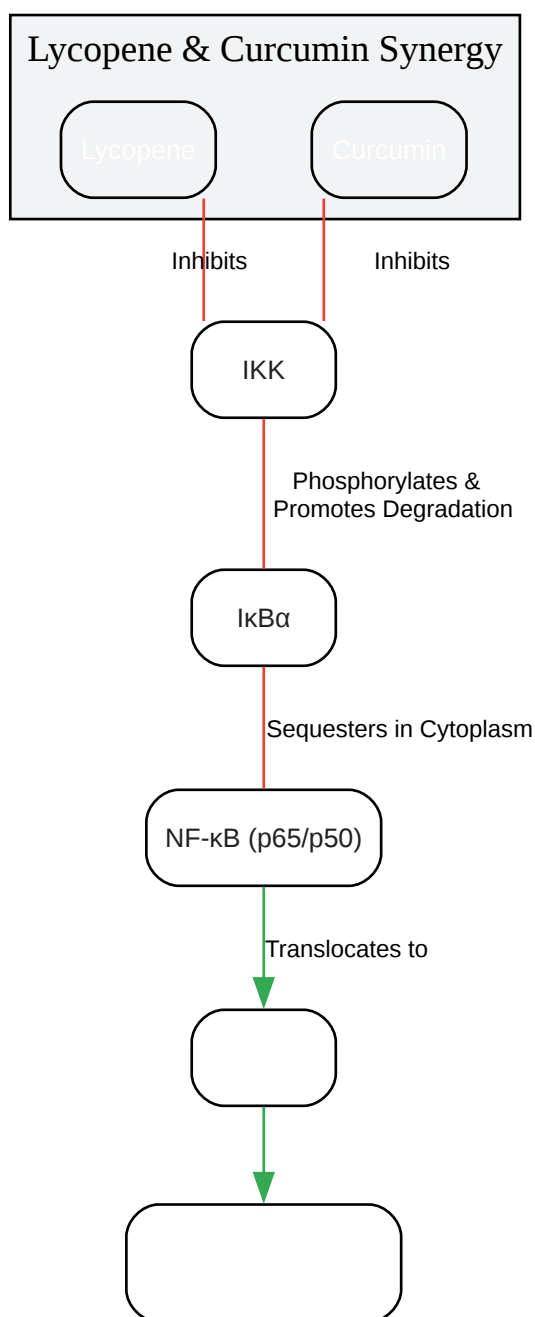 Lycopene & Curcumin Synergy
Lycopene
Curcumin
Inhibits
Inhibits
IKK
Phosphorylates &
Promotes Degradation
IκBα
Sequesters in Cytoplasm
NF-κB (p65/p50)
Translocates to